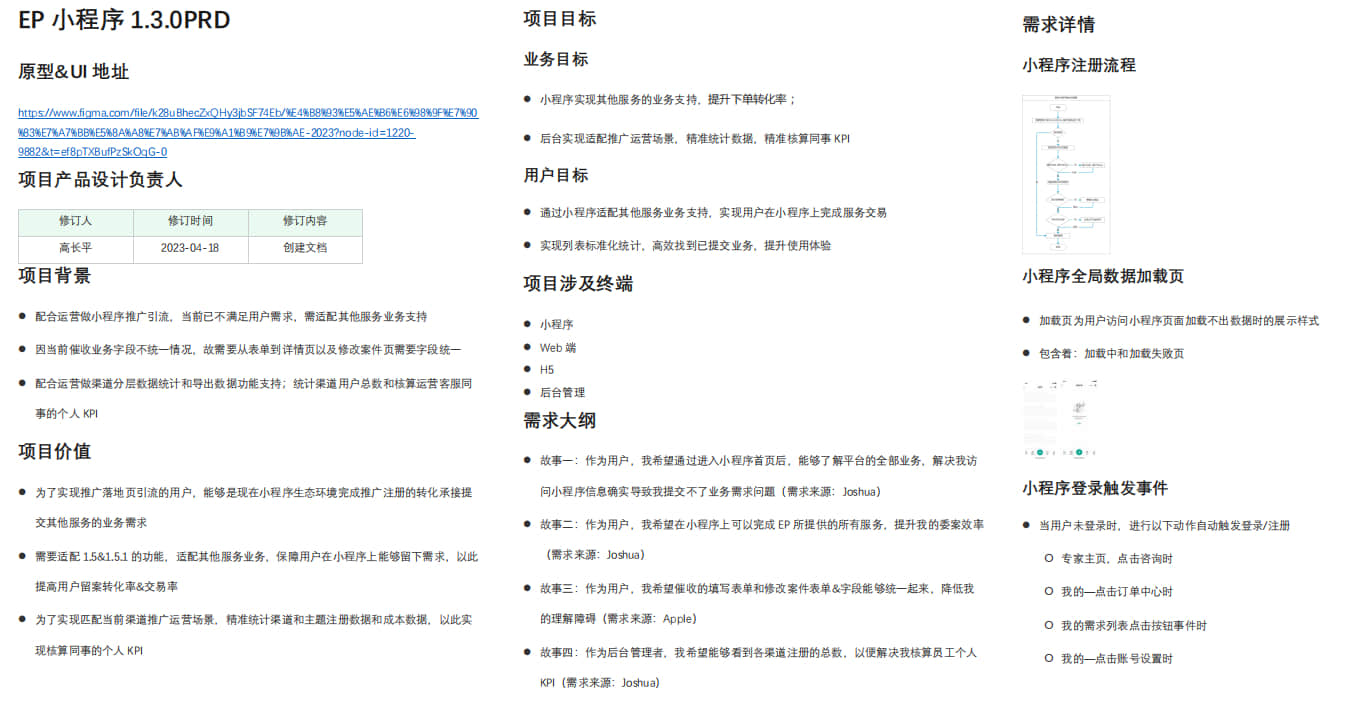 EP 小程序 1.3.0PRD
原型&UI 地址
https://www.figma.com/file/k28uBhecZxQHy3jbSF74Eb/%E4%B8%93%E5%AE%B6%E6%98%9F%E7%90
%B3%E7%A7%BB%E5%8A%A8%E7%AB%AF%E9%A1%B9%E7%9B%AE-2023?node-id=1220-
9882&t=ef8pTXBufPzSkOqG-0
项目产品设计负责人
修订人 修订时间 修订内容
高长平 2023-04-18 创建文档
项目背景
● 配合运营做小程序推广引流，当前已不满足用户需求，需适配其他服务业务支持
● 因当前催收业务字段不统一情况，故需要从表单到详情页以及修改案件页需要字段统一
● 配合运营做渠道分层数据统计和导出数据功能支持；统计渠道用户总数和核算运营客服同
事的个人 KPI
项目价值
● 为了实现推广落地页引流的用户，能够是现在小程序生态环境完成推广注册的转化承接提
交其他服务的业务需求
● 需要适配 1.5&1.5.1 的功能，适配其他服务业务，保障用户在小程序上能够留下需求，以此
提高用户留案转化率&交易率
● 为了实现匹配当前渠道推广运营场景，精准统计渠道和主题注册数据和成本数据，以此实
现核算同事的个人 KPI
项目目标
业务目标
● 小程序实现其他服务的业务支持，提升下单转化率；
● 后台实现适配推广运营场景，精准统计数据，精准核算同事 KPI
用户目标
● 通过小程序适配其他服务业务支持，实现用户在小程序上完成服务交易
● 实现列表标准化统计，高效找到已提交业务，提升使用体验
项目涉及终端
● 小程序
● Web 端
● H5
● 后台管理
需求大纲
● 故事一：作为用户，我希望通过进入小程序首页后，能够了解平台的全部业务，解决我访
问小程序信息确实导致我提交不了业务需求问题（需求来源：Joshua）
● 故事二：作为用户，我希望在小程序上可以完成 EP 所提供的所有服务，提升我的委案效率
（需求来源：Joshua）
● 故事三：作为用户，我希望催收的填写表单和修改案件表单&字段能够统一起来，降低我
的理解障碍（需求来源：Apple）
● 故事四：作为后台管理者，我希望能够看到各渠道注册的总数，以便解决我核算员工个人
KPI（需求来源：Joshua）
需求详情
小程序注册流程
小程序全局数据加载页
● 加载页为用户访问小程序页面加载不出数据时的展示样式
● 包含着：加载中和加载失败页
小程序登录触发事件
● 当用户未登录时，进行以下动作自动触发登录/注册
○ 专家主页，点击咨询时
○ 我的—点击订单中心时
○ 我的需求列表点击按钮事件时
○ 我的—点击账号设置时